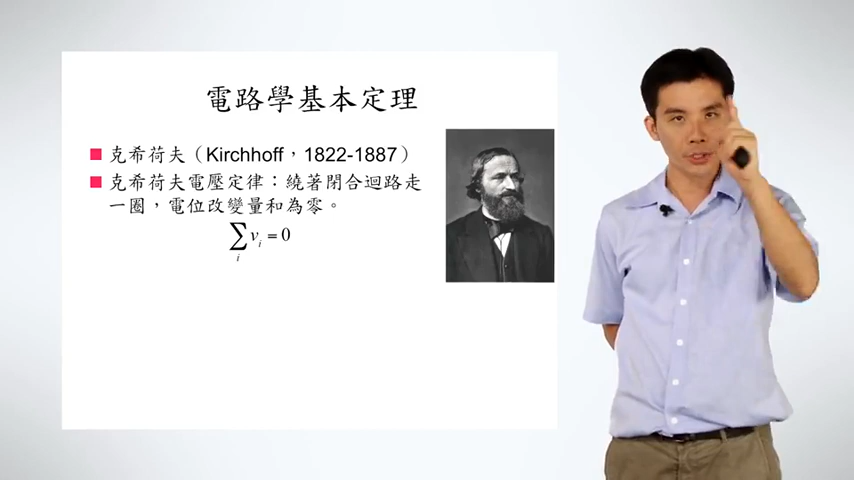 電路學基本定理
克希荷夫（Kirchhoff，1822-1887）
克希荷夫電壓定律：繞著閉合迴路走
一圈，電位改變量和為零。
∑ᵢ vᵢ = 0